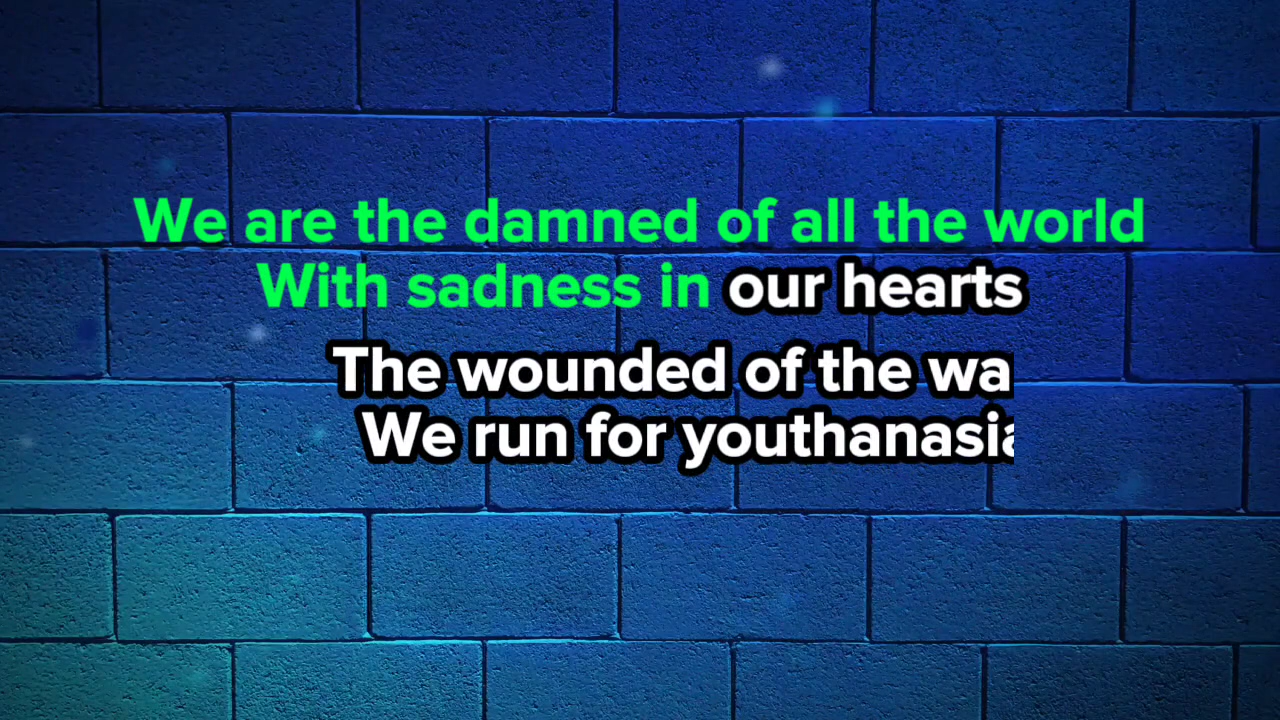 We are the damned of all the world
With sadness in our hearts
The wounded of the wa
We run for youthanasia